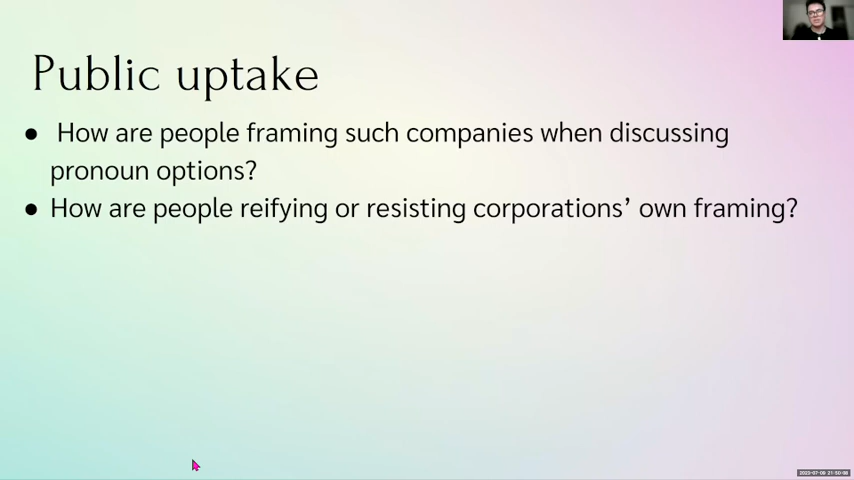 Public uptake
● How are people framing such companies when discussing
pronoun options?
● How are people reifying or resisting corporations’ own framing?